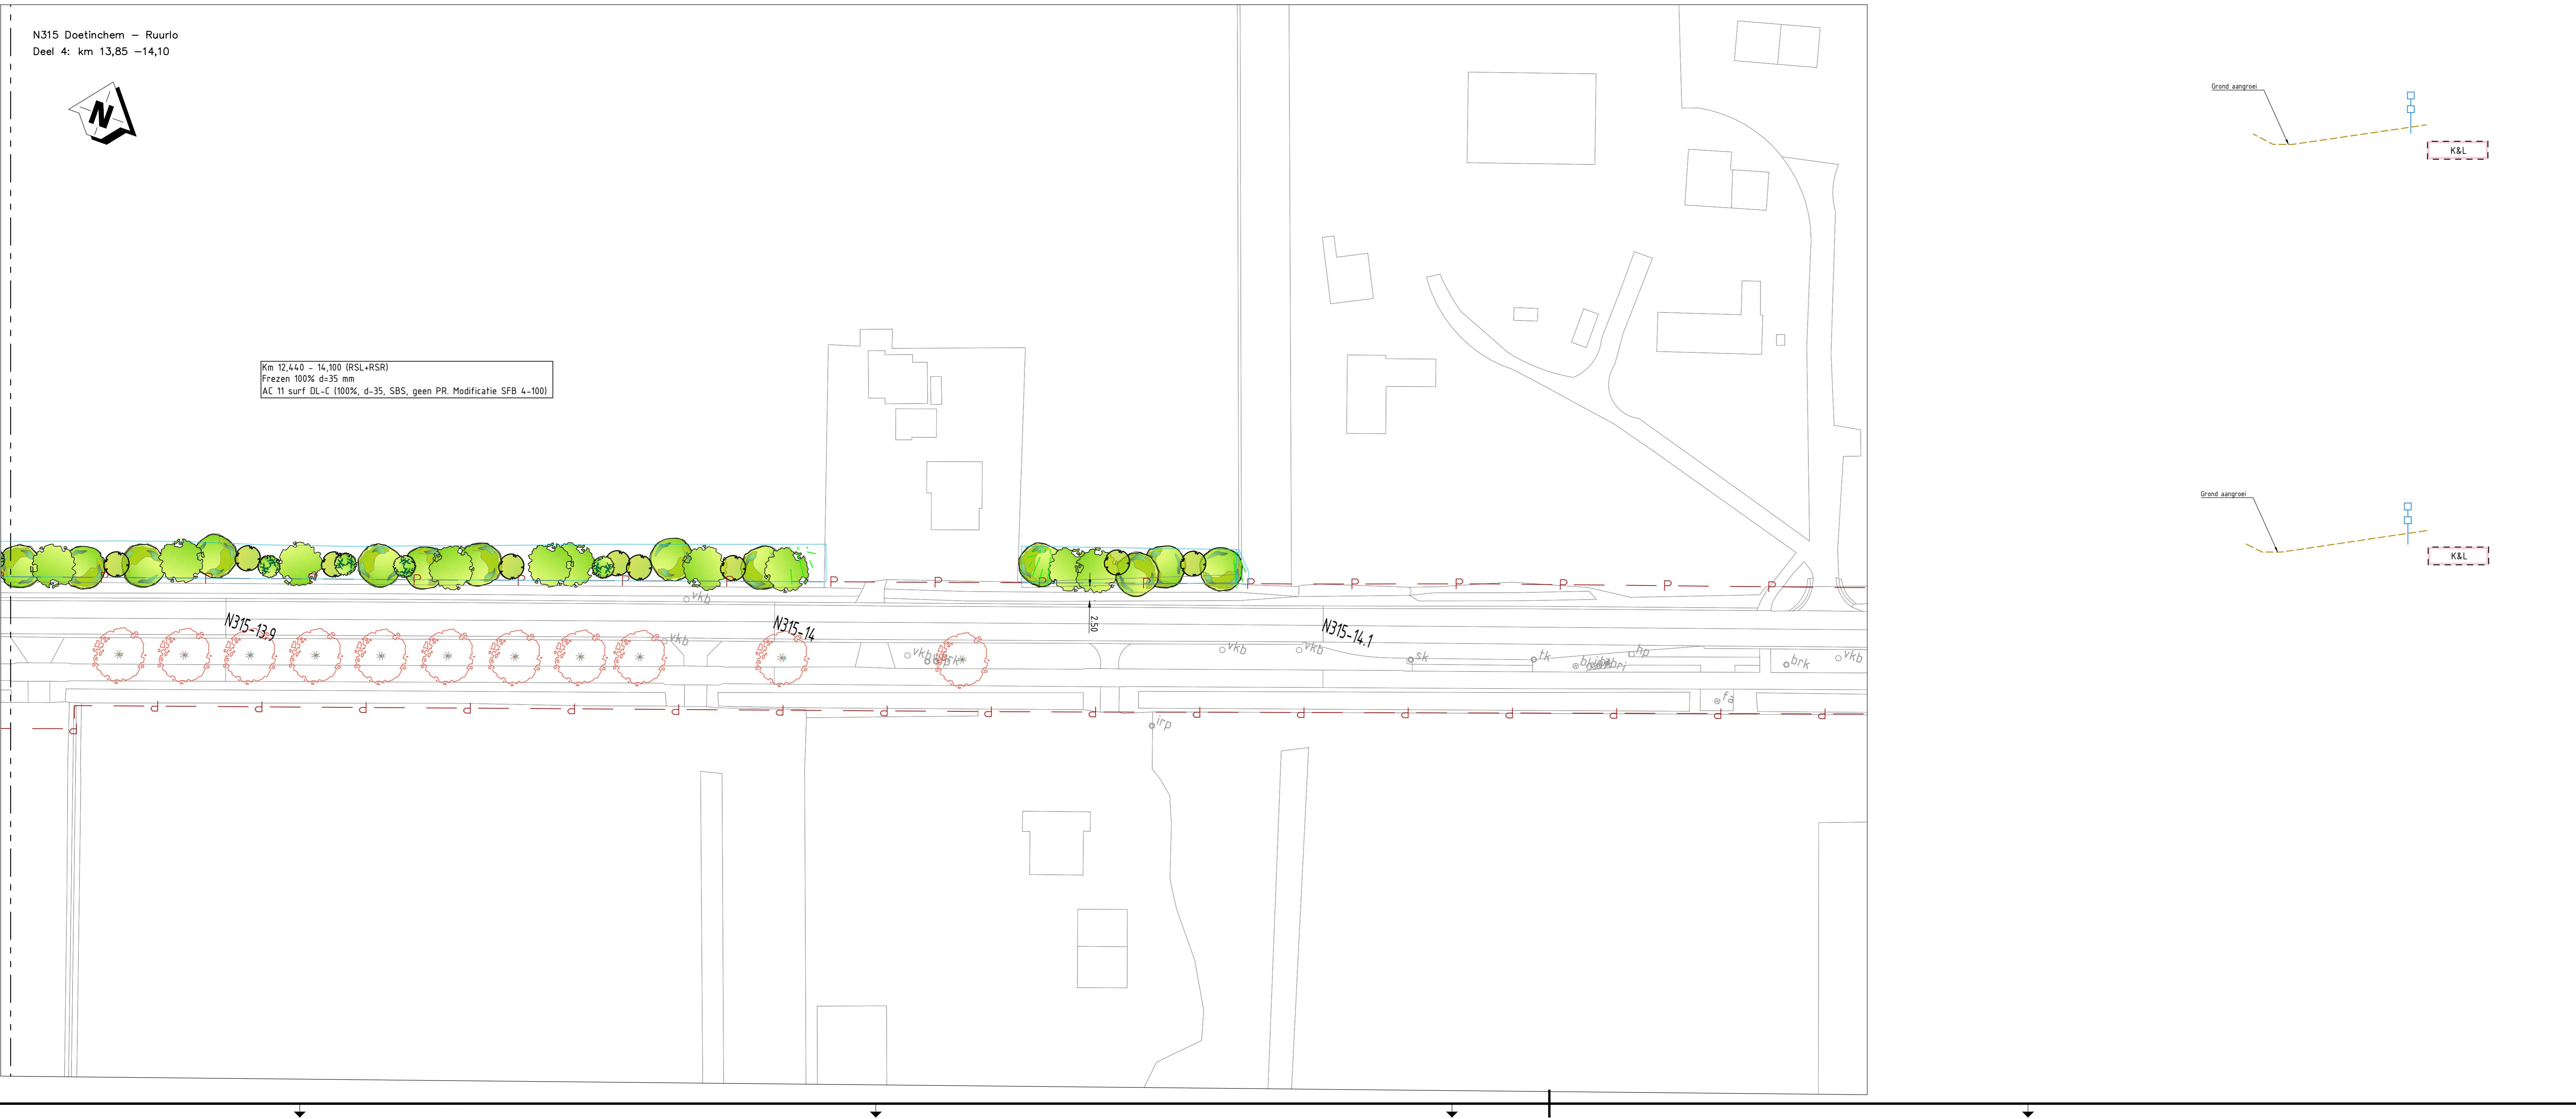 N315 Doetinchem - Ruurlo
Deel 4: km 13,85 -14,10
N
Grond aangroei
K&L
Km 12,440 - 14,100 (RSL+RSR)
Frezen 100% d=35 mm
AC 11 surf DL-C (100%, d-35, SBS, geen PR. Modificatie SFB 4-100)
Grond aangroei
K&L
P P P P P P P P P P P P P P
vkb
N315-13.9
N315-14
2.50
N315-14.1
vkb
vkb
vkb
vkb
sk
tk
hp
brk
vkb
fa
P P P P P P P P P P P P P P P P P P
irp